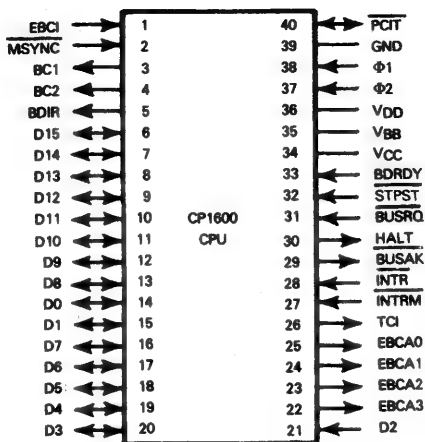 EBCI 1 40 PCIT
MSYNC 2 39 GND
BC1 3 38 Φ1
BC2 4 37 Φ2
BDIR 5 36 VDD
D15 6 35 VBB
D14 7 34 VCC
D13 8 33 BDRDY
D12 9 32 STPST
D11 10 CP1600 31 BUSRQ
D10 11 CPU 30 HALT
D9 12 29 BUSAK
D8 13 28 INTR
D0 14 27 INTRM
D1 15 26 TCI
D7 16 25 EBCA0
D6 17 24 EBCA1
D5 18 23 EBCA2
D4 19 22 EBCA3
D3 20 21 D2